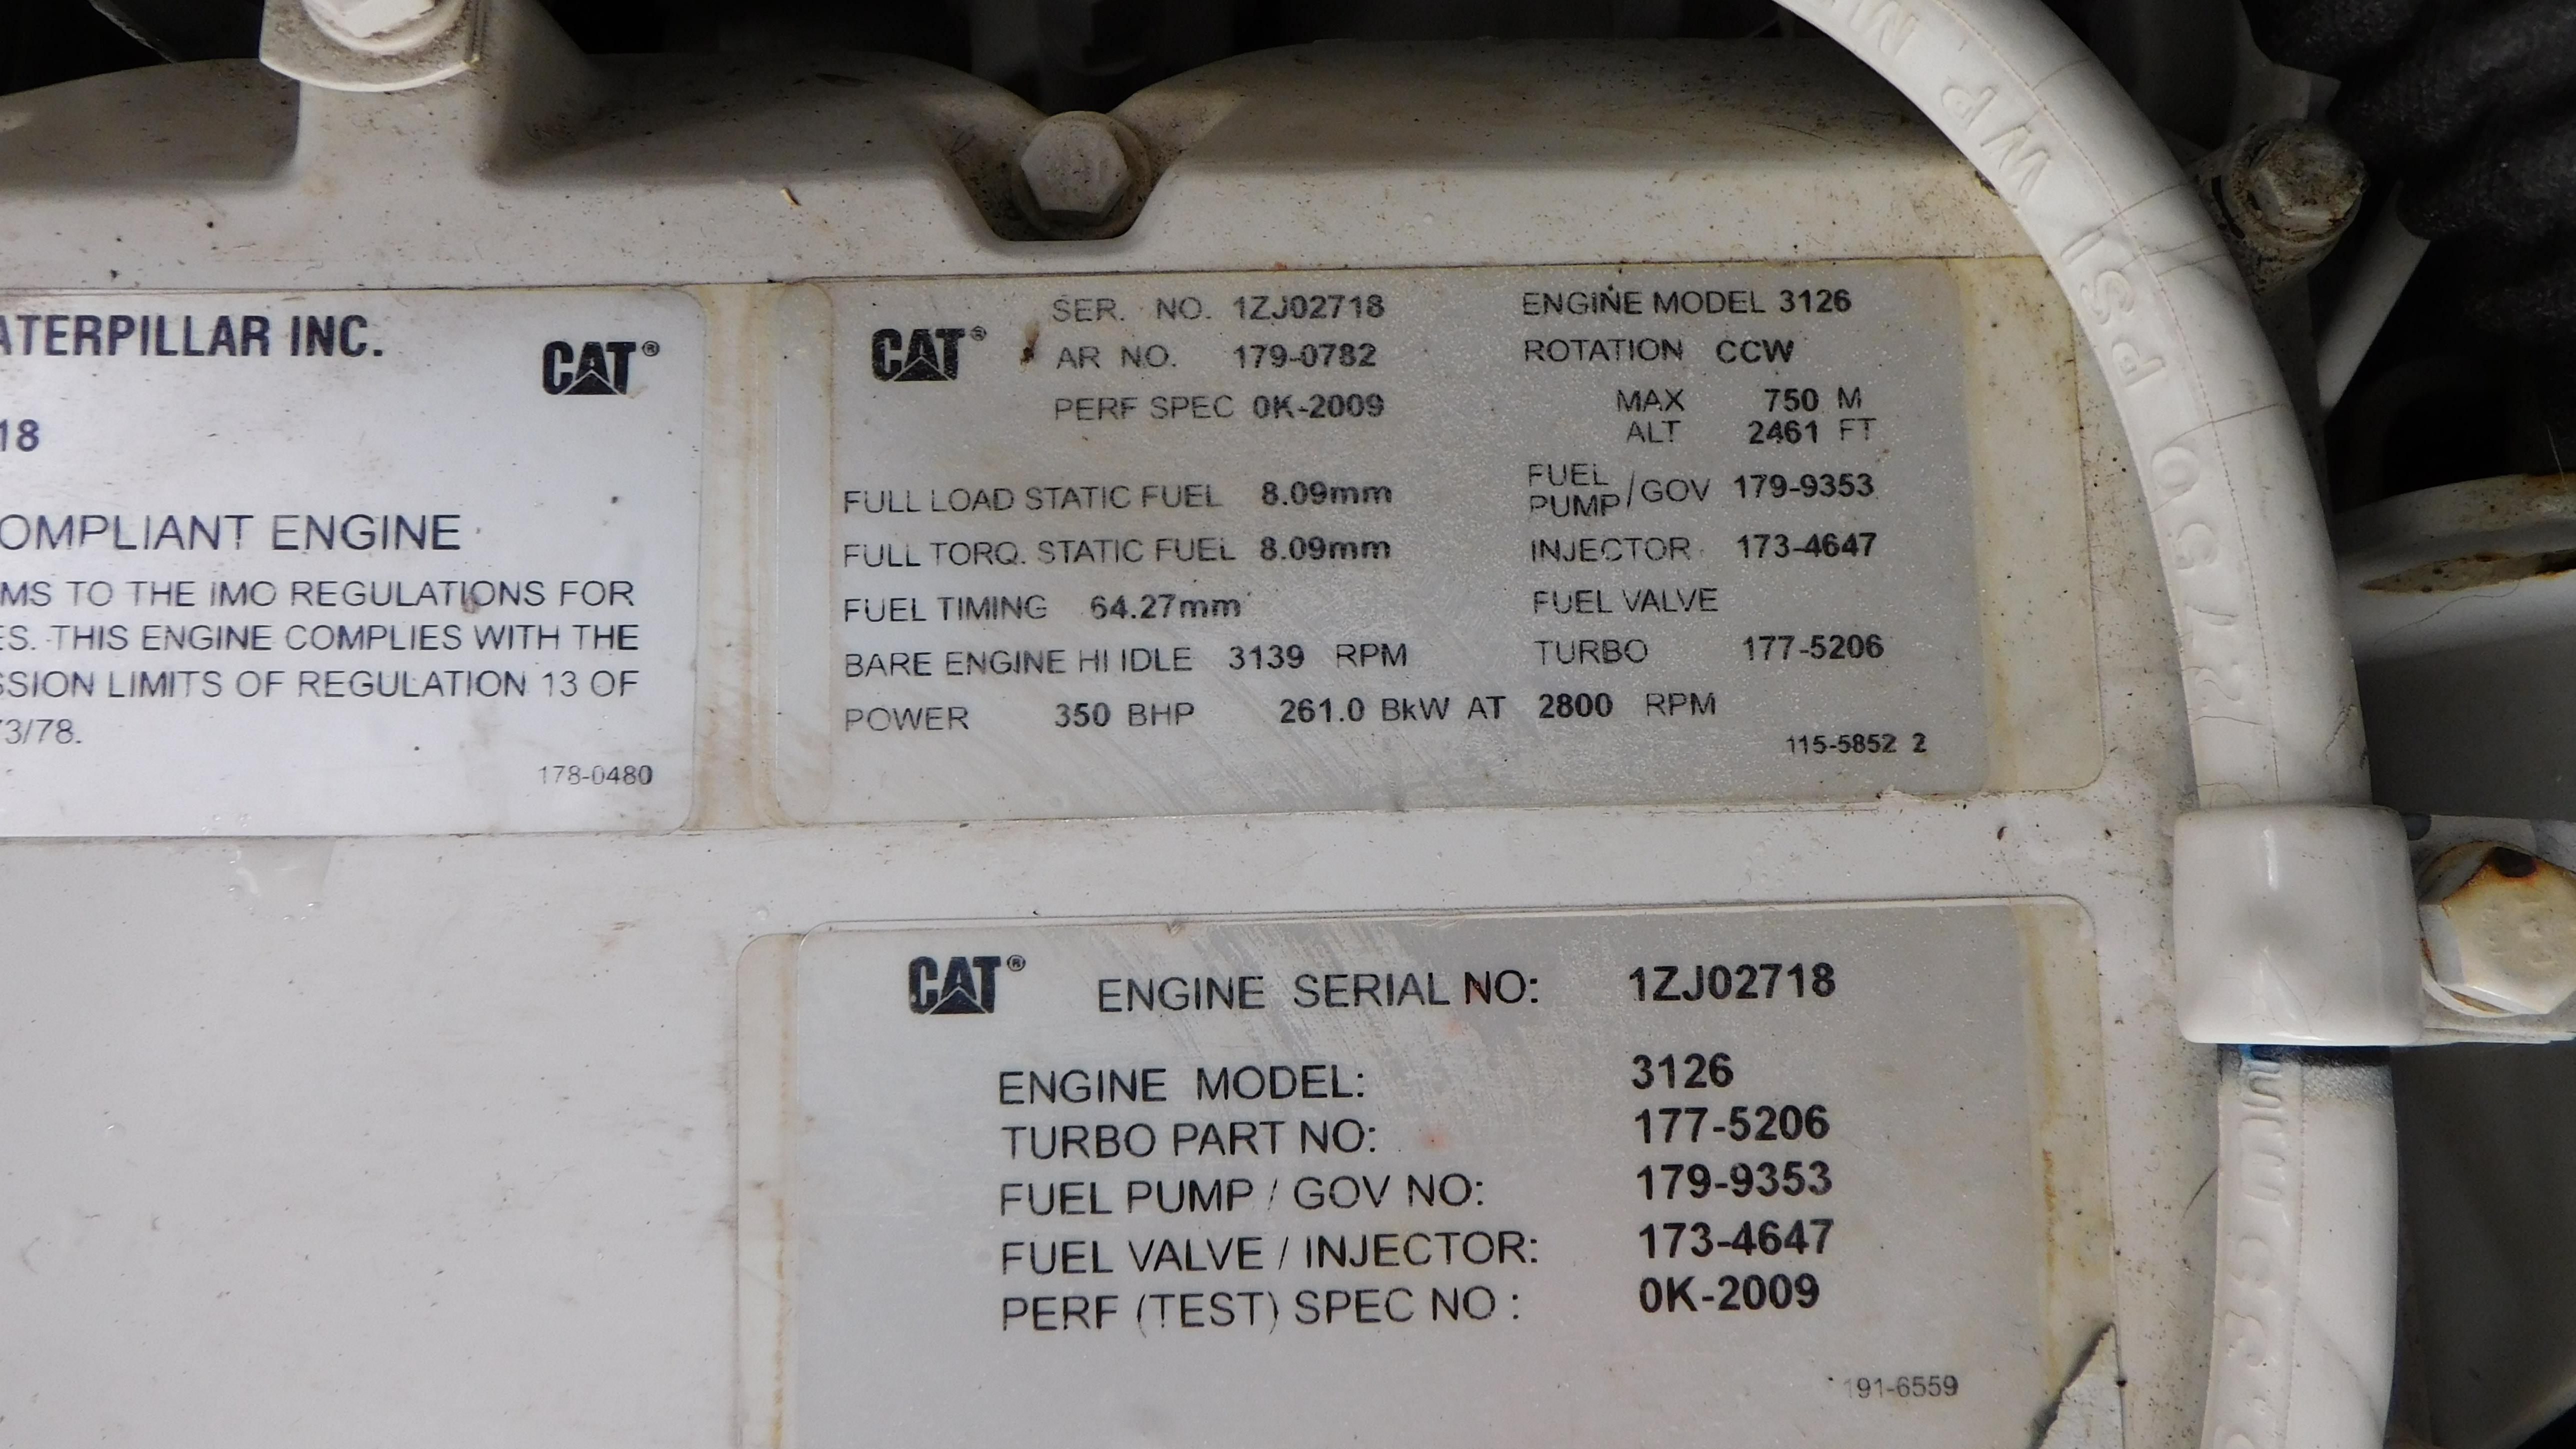 ATERPILLAR INC.
CAT®
18
OMPLIANT ENGINE
MS TO THE IMO REGULATIONS FOR
ES. THIS ENGINE COMPLIES WITH THE
SSION LIMITS OF REGULATION 13 OF
73/78.
178-0480
CAT®
SER. NO. 1ZJ02718 ENGINE MODEL 3126
AR NO. 179-0782 ROTATION CCW
PERF SPEC 0K-2009 MAX 750 M
ALT 2461 FT
FULL LOAD STATIC FUEL 8.09mm FUEL PUMP/GOV 179-9353
FULL TORQ. STATIC FUEL 8.09mm INJECTOR 173-4647
FUEL TIMING 64.27mm FUEL VALVE
BARE ENGINE HI IDLE 3139 RPM TURBO 177-5206
POWER 350 BHP 261.0 BkW AT 2800 RPM
115-5852 2
CAT® ENGINE SERIAL NO: 1ZJ02718
ENGINE MODEL: 3126
TURBO PART NO: 177-5206
FUEL PUMP / GOV NO: 179-9353
FUEL VALVE / INJECTOR: 173-4647
PERF (TEST) SPEC NO : 0K-2009
191-6559
WP PSI